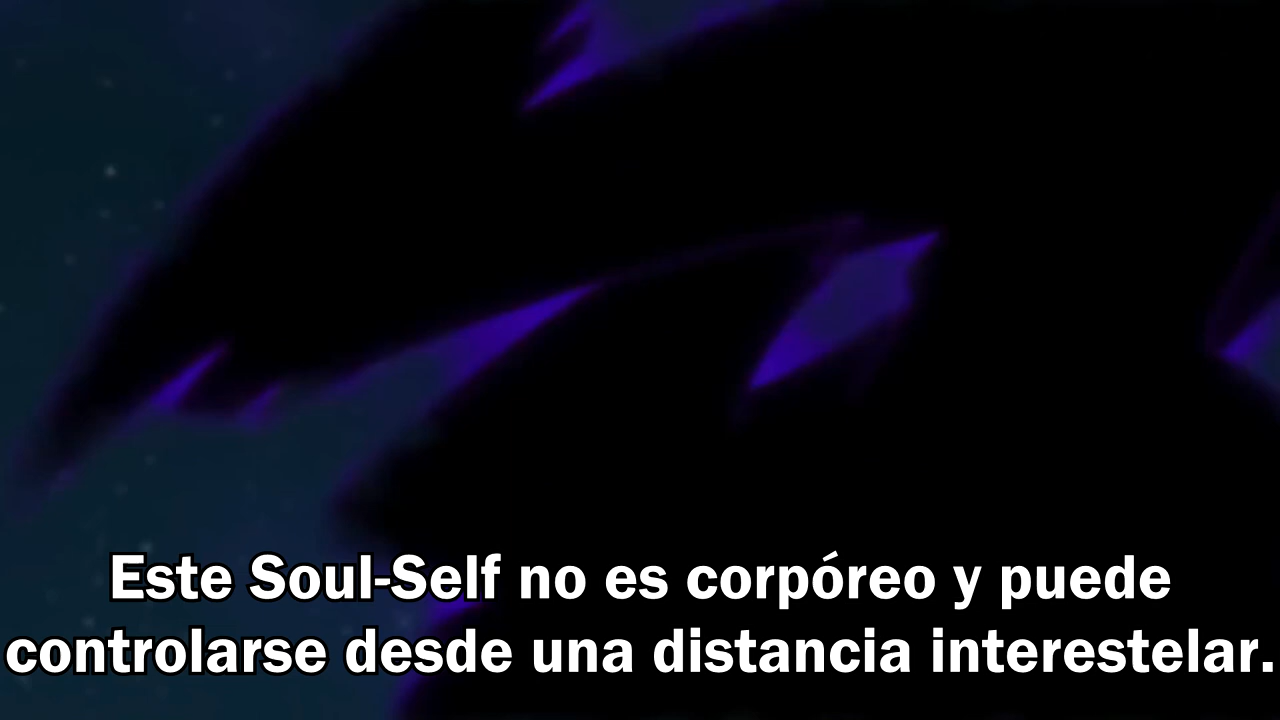 Este Soul-Self no es corpóreo y puede
controlarse desde una distancia interestelar.